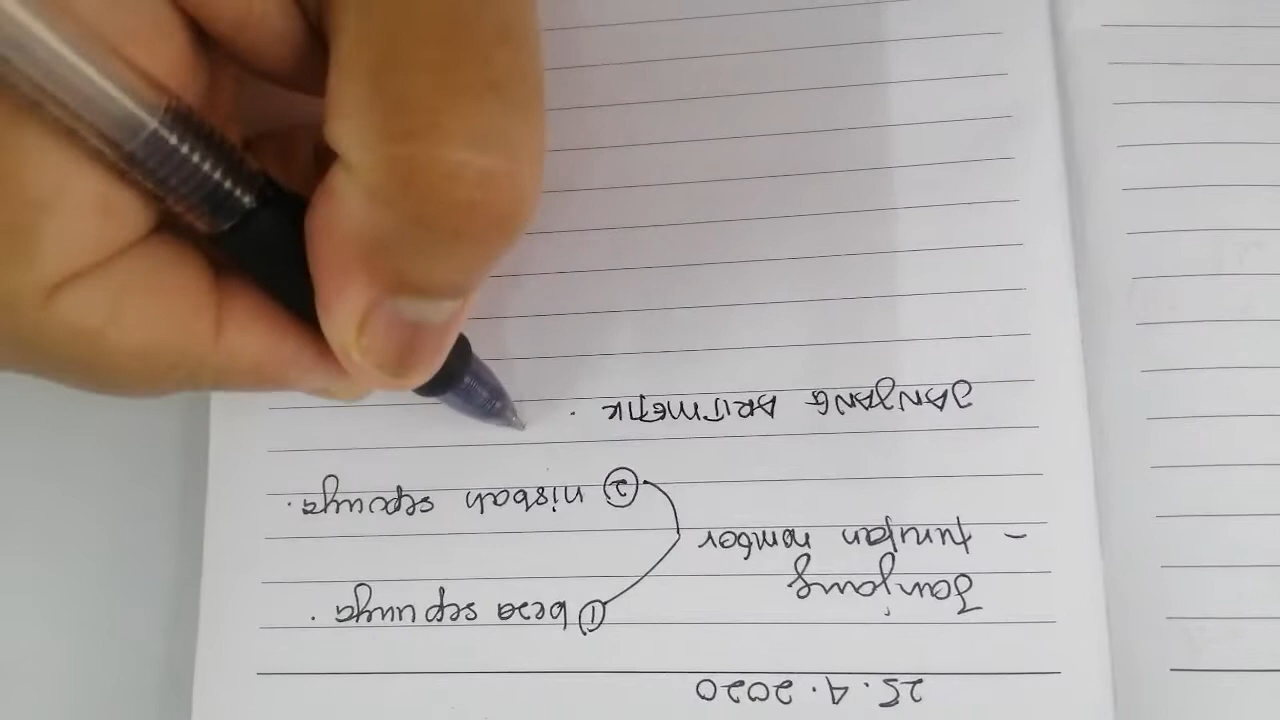 25.4.2020
Janjang
① beza sepunya.
- turutan nombor
② nisbah sepunya.
JANJANG ARITMETIK.